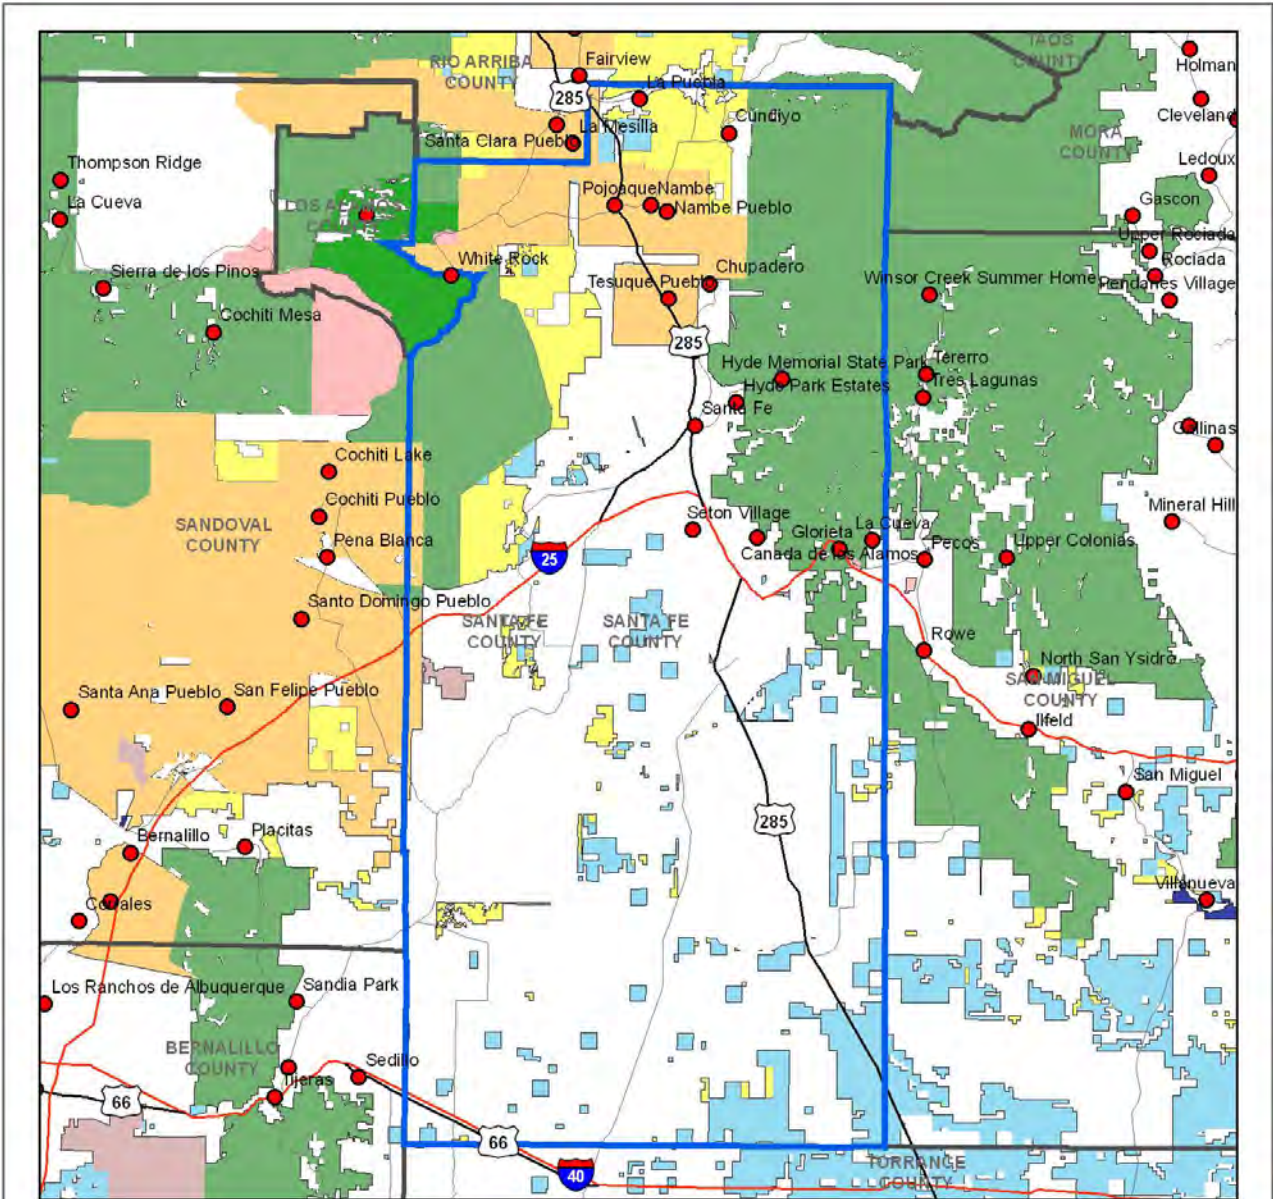 TAOS
COUNTY
RIO ARRIBA
COUNTY
Fairview
Holman
285
La Puebla
Cleveland
Cundiyo
La Mesilla
Santa Clara Pueblo
MORA
COUNTY
Ledoux
Thompson Ridge
La Cueva
Pojoaque
Nambe
Nambe Pueblo
Gascon
LOS ALAMOS
Upper Rociada
Rociada
White Rock
Chupadero
Sierra de los Pinos
Tesuque Pueblo
Winsor Creek Summer Home
Pendaries Village
Cochiti Mesa
285
Hyde Memorial State Park
Tererro
Hyde Park Estates
Tres Lagunas
Santa Fe
Gallinas
Cochiti Lake
Cochiti Pueblo
Mineral Hill
SANDOVAL
COUNTY
Seton Village
Glorieta
La Cueva
Pena Blanca
25
Canada de los Alamos
Pecos
Upper Colonias
Santo Domingo Pueblo
SANTA FE
COUNTY
SANTA FE
COUNTY
Rowe
North San Ysidro
Santa Ana Pueblo
San Felipe Pueblo
SAN MIGUEL
COUNTY
Ilfeld
San Miguel
285
Bernalillo
Placitas
Villanueva
Corrales
Los Ranchos de Albuquerque
Sandia Park
BERNALILLO
COUNTY
Sedillo
Tijeras
66
66
TORRANCE
COUNTY
40